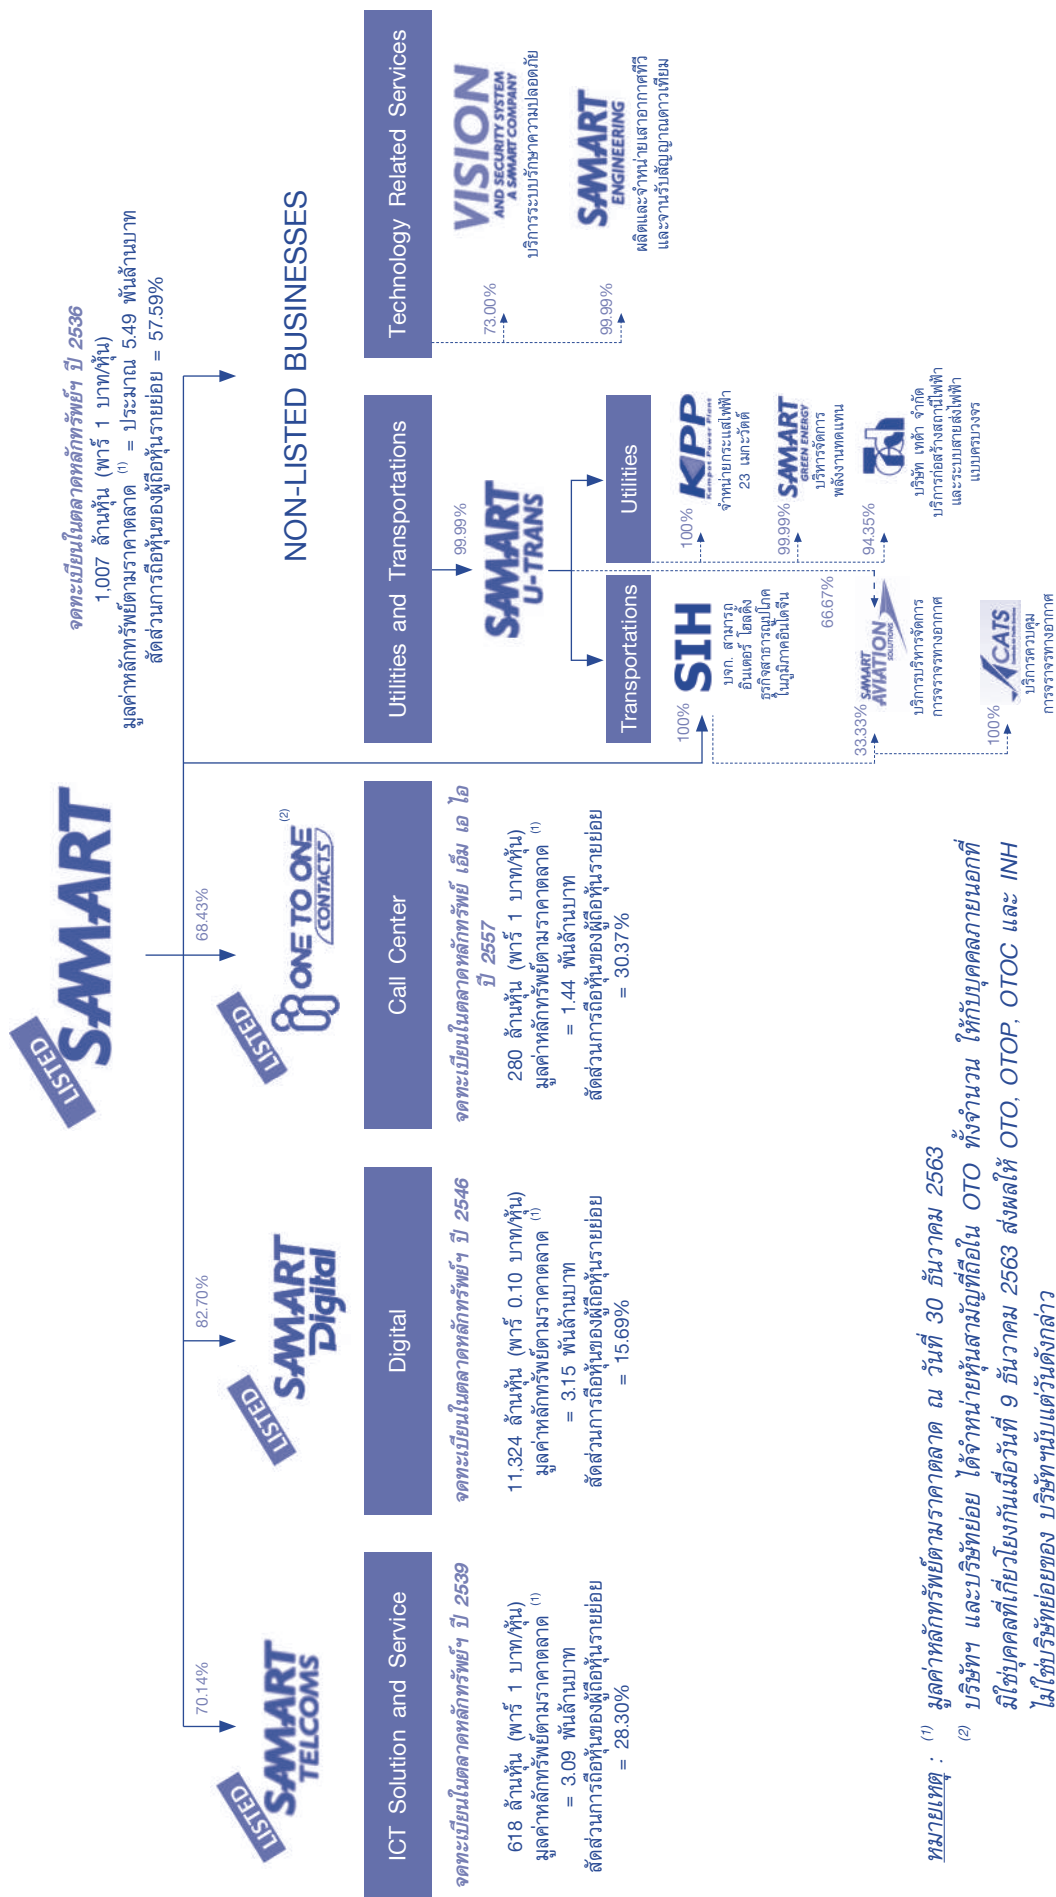 LISTED
SAMART
จดทะเบียนในตลาดหลักทรัพย์ฯ ปี 2536
1,007 ล้านหุ้น (พาร์ 1 บาท/หุ้น)
มูลค่าหลักทรัพย์ตามราคาตลาด (1) = ประมาณ 5.49 พันล้านบาท
สัดส่วนการถือหุ้นของผู้ถือหุ้นรายย่อย = 57.59%
70.14%
LISTED
SAMART
TELCOMS
ICT Solution and Service
จดทะเบียนในตลาดหลักทรัพย์ฯ ปี 2539
618 ล้านหุ้น (พาร์ 1 บาท/หุ้น)
มูลค่าหลักทรัพย์ตามราคาตลาด (1)
= 3.09 พันล้านบาท
สัดส่วนการถือหุ้นของผู้ถือหุ้นรายย่อย
= 28.30%
82.70%
LISTED
SAMART
Digital
Digital
จดทะเบียนในตลาดหลักทรัพย์ฯ ปี 2546
11,324 ล้านหุ้น (พาร์ 0.10 บาท/หุ้น)
มูลค่าหลักทรัพย์ตามราคาตลาด (1)
= 3.15 พันล้านบาท
สัดส่วนการถือหุ้นของผู้ถือหุ้นรายย่อย
= 15.69%
68.43%
LISTED
ONE TO ONE (2)
CONTACTS
Call Center
จดทะเบียนในตลาดหลักทรัพย์ เอ็ม เอ ไอ
ปี 2557
280 ล้านหุ้น (พาร์ 1 บาท/หุ้น)
มูลค่าหลักทรัพย์ตามราคาตลาด (1)
= 1.44 พันล้านบาท
สัดส่วนการถือหุ้นของผู้ถือหุ้นรายย่อย
= 30.37%
NON-LISTED BUSINESSES
Utilities and Transportations
99.99%
SAMART
U-TRANS
Transportations
100%
SIH
บจก. สามารถ
อินเตอร์ โฮลดิ้ง
ธุรกิจสาธารณูปโภค
ในภูมิภาคอินโดจีน
66.67%
33.33%
SAMART
AVIATION
SOLUTIONS
บริการบริหารจัดการ
การจราจรทางอากาศ
100%
CATS
บริการควบคุม
การจราจรทางอากาศ
Utilities
100%
KPP
Kampot Power Plant
จำหน่ายกระแสไฟฟ้า
23 เมกะวัตต์
99.99%
SAMART
GREEN ENERGY
บริหารจัดการ
พลังงานทดแทน
94.35%
บริษัท เทด้า จำกัด
บริการก่อสร้างสถานีไฟฟ้า
และระบบสายส่งไฟฟ้า
แบบครบวงจร
Technology Related Services
73.00%
VISION
AND SECURITY SYSTEM
A SAMART COMPANY
บริการระบบรักษาความปลอดภัย
99.99%
SAMART
ENGINEERING
ผลิตและจำหน่ายเสาอากาศทีวี
และจานรับสัญญาณดาวเทียม
หมายเหตุ : (1) มูลค่าหลักทรัพย์ตามราคาตลาด ณ วันที่ 30 ธันวาคม 2563
(2) บริษัทฯ และบริษัทย่อย ได้จำหน่ายหุ้นสามัญที่ถือใน OTO ทั้งจำนวน ให้กับบุคคลภายนอกที่
มิใช่บุคคลที่เกี่ยวโยงกันเมื่อวันที่ 9 ธันวาคม 2563 ส่งผลให้ OTO, OTOP, OTOC และ INH
ไม่ใช่บริษัทย่อยของ บริษัทฯนับแต่วันดังกล่าว